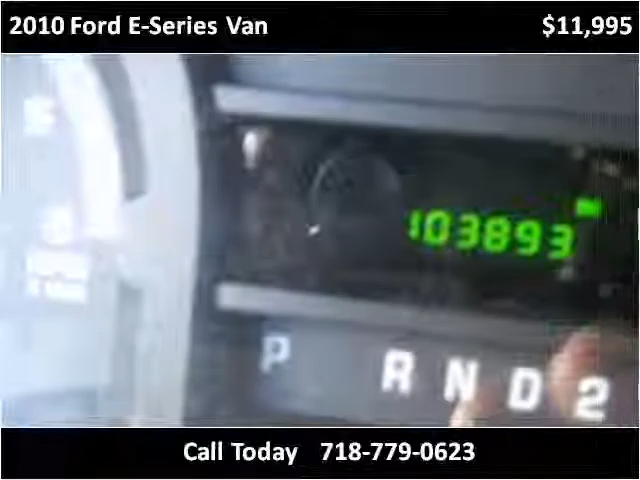 2010 Ford E-Series Van $11,995
103893
P R N D 2
Call Today 718-779-0623